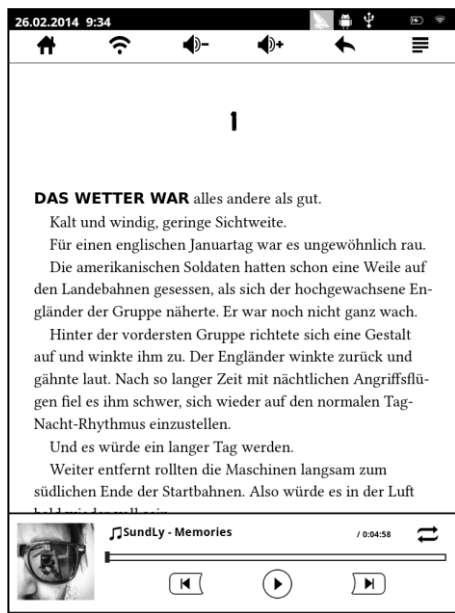 26.02.2014 9:34
1
DAS WETTER WAR alles andere als gut.
Kalt und windig, geringe Sichtweite.
Für einen englischen Januartag war es ungewöhnlich rau.
Die amerikanischen Soldaten hatten schon eine Weile auf
den Landebahnen gesessen, als sich der hochgewachsene En-
gländer der Gruppe näherte. Er war noch nicht ganz wach.
Hinter der vordersten Gruppe richtete sich eine Gestalt
auf und winkte ihm zu. Der Engländer winkte zurück und
gähnte laut. Nach so langer Zeit mit nächtlichen Angriffsflü-
gen fiel es ihm schwer, sich wieder auf den normalen Tag-
Nacht-Rhythmus einzustellen.
Und es würde ein langer Tag werden.
Weiter entfernt rollten die Maschinen langsam zum
südlichen Ende der Startbahnen. Also würde es in der Luft
SundLy - Memories
/ 0:04:58